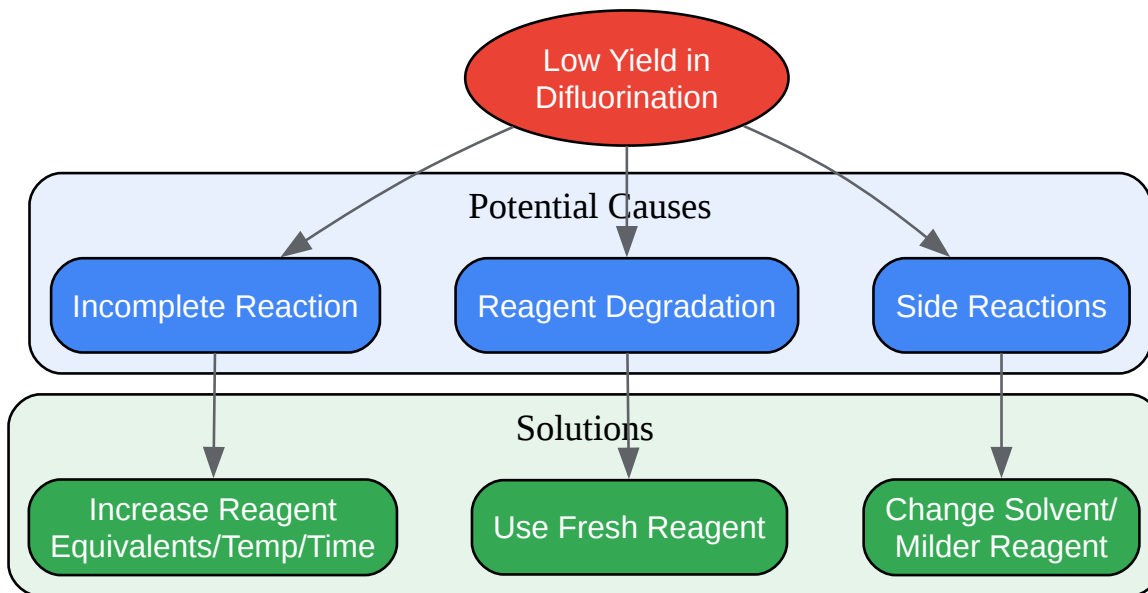 Low Yield in
Difluorination
Potential Causes
Incomplete Reaction
Reagent Degradation
Side Reactions
Solutions
Increase Reagent
Equivalents/Temp/Time
Use Fresh Reagent
Change Solvent/
Milder Reagent